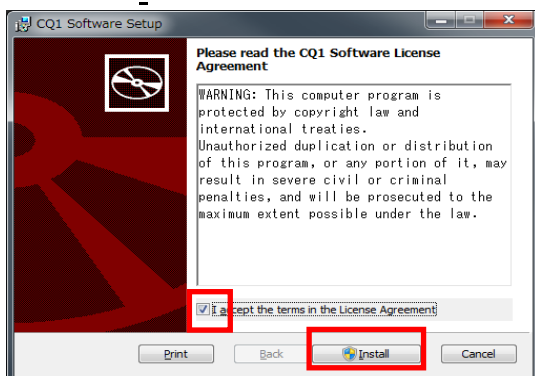 CQ1 Software Setup
Please read the CQ1 Software License
Agreement
WARNING: This computer program is
protected by copyright law and
international treaties.
Unauthorized duplication or distribution
of this program, or any portion of it, may
result in severe civil or criminal
penalties, and will be prosecuted to the
maximum extent possible under the law.
I accept the terms in the License Agreement
Print Back Install Cancel